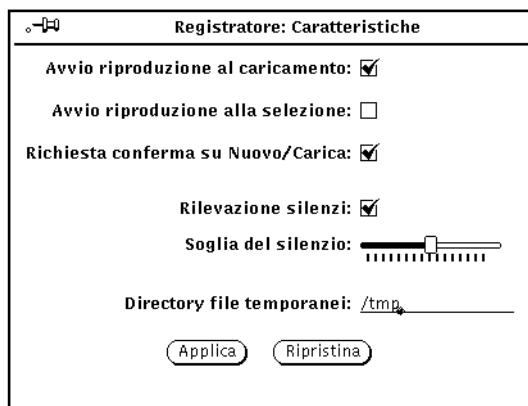 Registratore: Caratteristiche
Avvio riproduzione al caricamento:
Avvio riproduzione alla selezione:
Richiesta conferma su Nuovo/Carica:
Rilevazione silenzi:
Soglia del silenzio:
Directory file temporanei: /tmp
Applica Ripristina